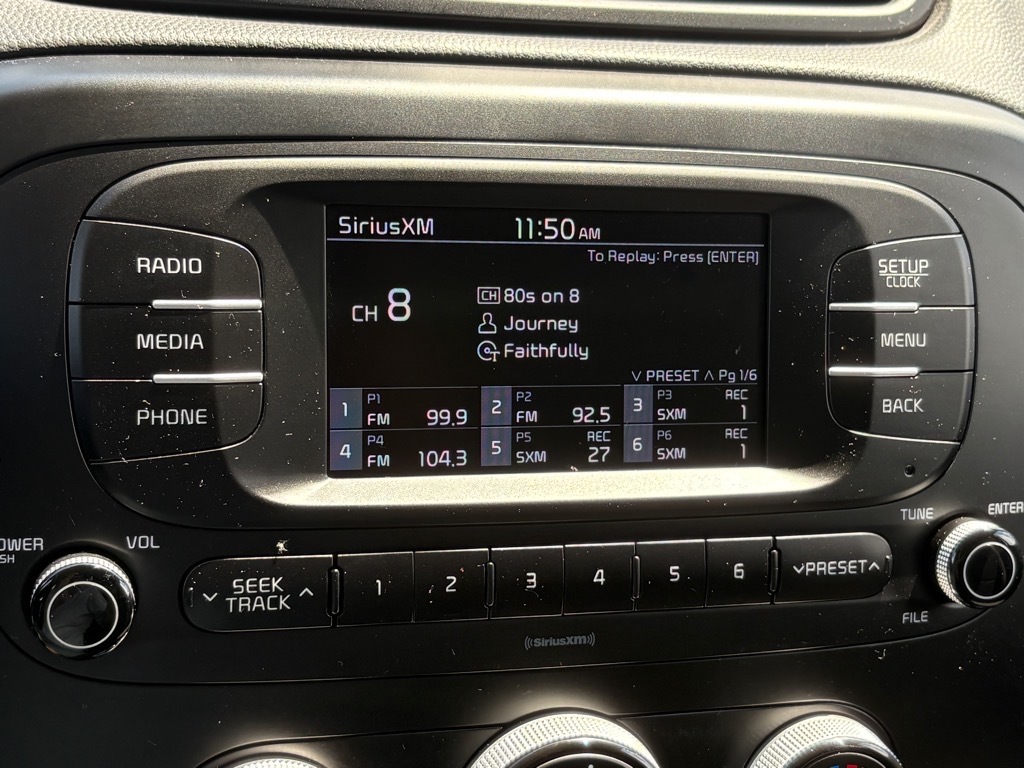 SiriusXM 11:50 AM
To Replay: Press [ENTER]
CH 8
CH 80s on 8
Journey
Faithfully
∨ PRESET ∧ Pg 1/6
1 P1 FM 99.9
2 P2 FM 92.5
3 P3 REC SXM 1
4 P4 FM 104.3
5 P5 REC SXM 27
6 P6 REC SXM 1
RADIO
MEDIA
PHONE
SETUP
CLOCK
MENU
BACK
VOL
SEEK
TRACK
1 2 3 4 5 6
∨PRESET∧
TUNE
ENTER
FILE
((SiriusXM))